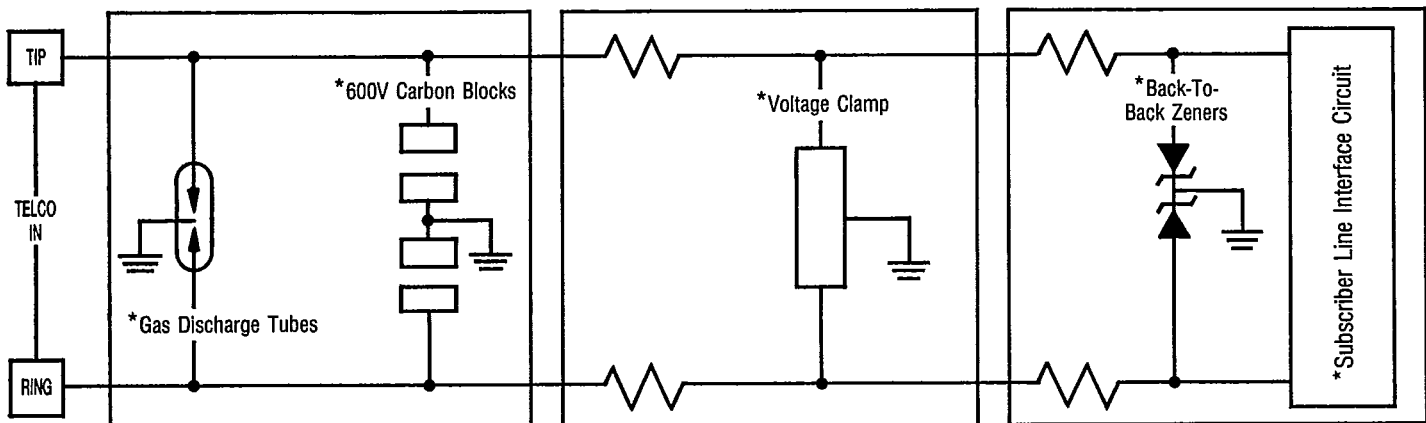 TIP
*600V Carbon Blocks
*Voltage Clamp
*Back-To-
Back Zeners
TELCO
IN
*Gas Discharge Tubes
RING
*Subscriber Line Interface Circuit